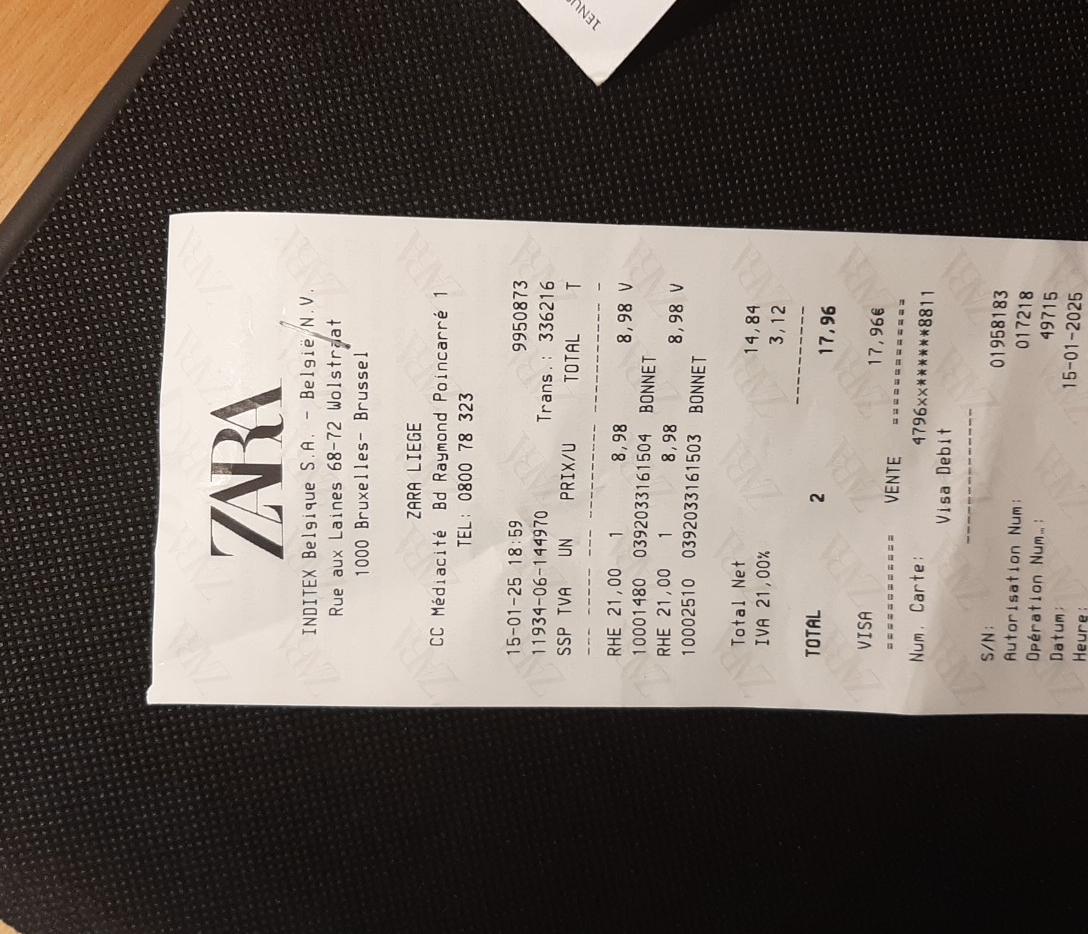 ZARA
INDITEX Belgique S.A. - België N.V.
Rue aux Laines 68-72 Wolstraat
1000 Bruxelles- Brussel
ZARA LIEGE
CC Médiacité Bd Raymond Poincarré 1
TEL: 0800 78 323
15-01-25 18:59 9950873
11934-06-144970 Trans.: 336216
SSP TVA UN PRIX/U TOTAL T
RHE 21,00 1 8,98 8,98 V
10001480 0392033161504 BONNET
RHE 21,00 1 8,98 8,98 V
10002510 0392033161503 BONNET
Total Net 14,84
IVA 21,00% 3,12
TOTAL 2 17,96
VISA 17,96€
=========== VENTE ===========
Num. Carte: 4796xx*******8811
Visa Debit
S/N: 01958183
Autorisation Num: 017218
Opération Num.: 49715
Datum: 15-01-2025
Heure: